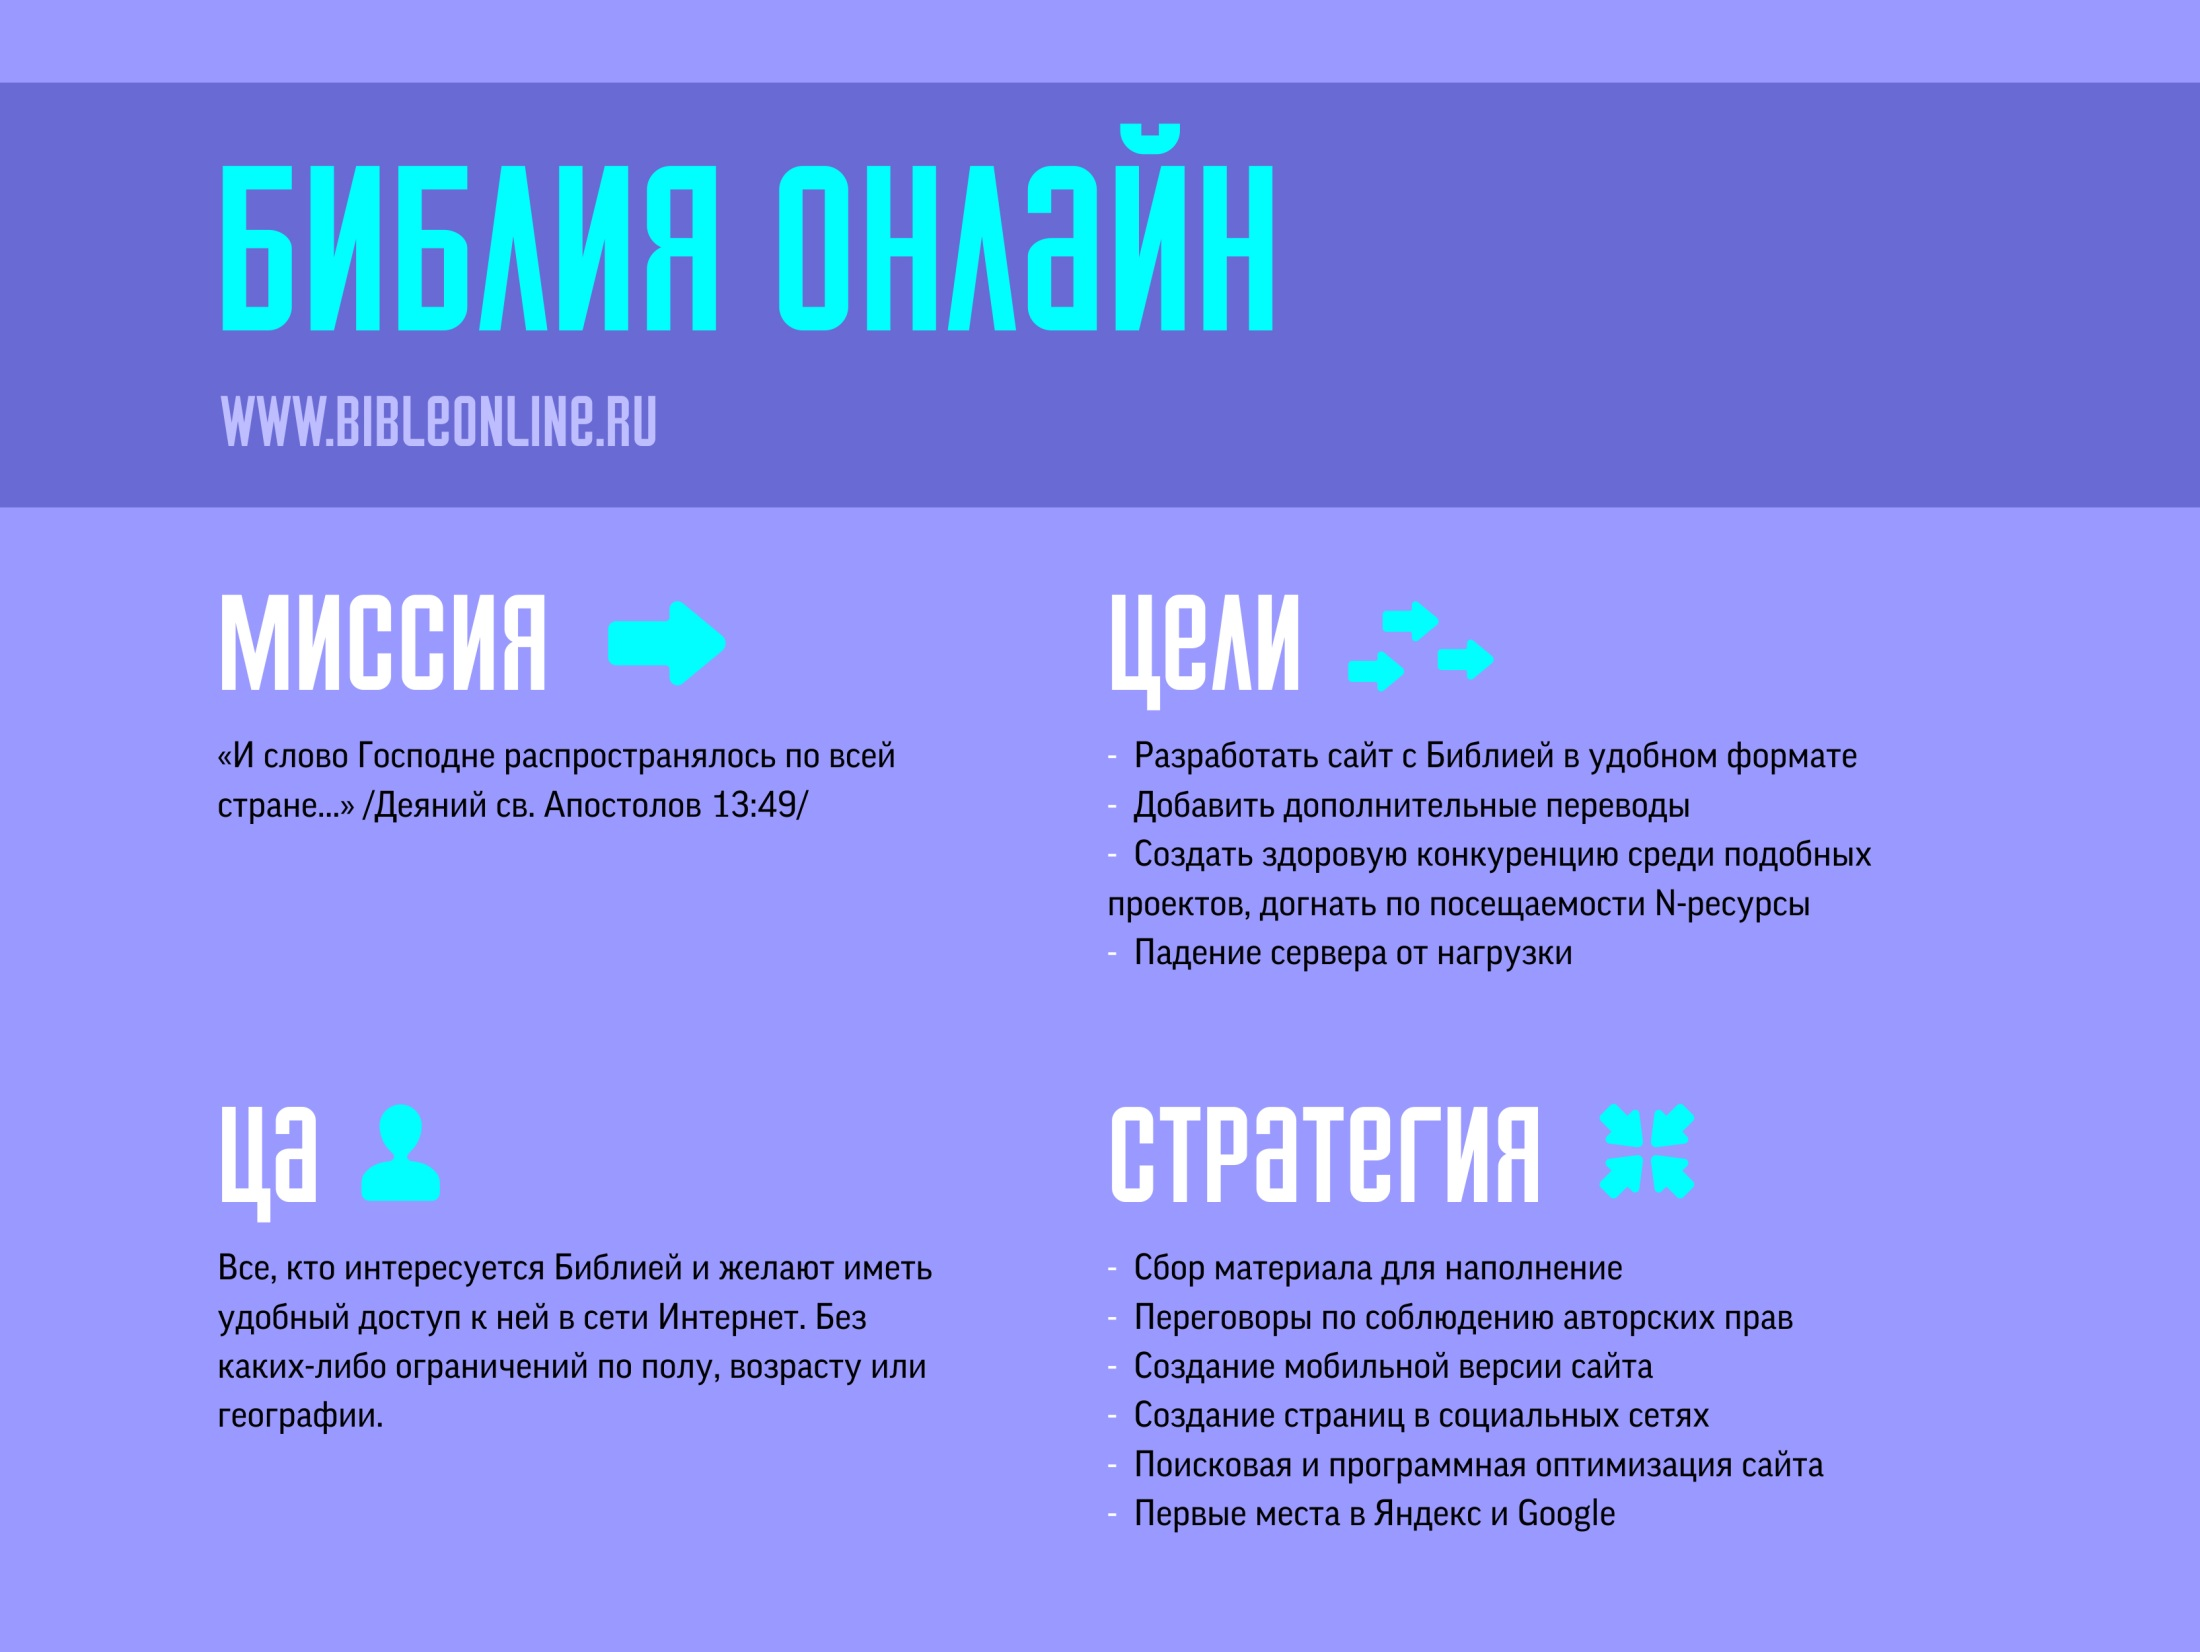 БИБЛИЯ ОНЛАЙН
WWW.BIBLEONLINE.RU
МИССИЯ
«И слово Господне распространялось по всей
стране...» /Деяний св. Апостолов 13:49/
ЦЕЛИ
- Разработать сайт с Библией в удобном формате
- Добавить дополнительные переводы
- Создать здоровую конкуренцию среди подобных
проектов, догнать по посещаемости N-ресурсы
- Падение сервера от нагрузки
ЦА
Все, кто интересуется Библией и желают иметь
удобный доступ к ней в сети Интернет. Без
каких-либо ограничений по полу, возрасту или
географии.
СТРАТЕГИЯ
- Сбор материала для наполнение
- Переговоры по соблюдению авторских прав
- Создание мобильной версии сайта
- Создание страниц в социальных сетях
- Поисковая и программная оптимизация сайта
- Первые места в Яндекс и Google